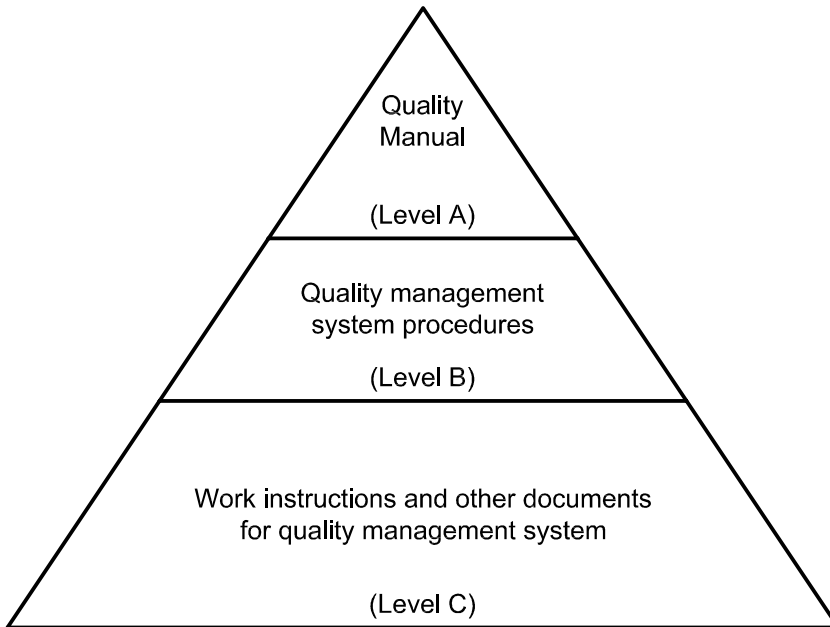 Quality
Manual
(Level A)
Quality management
system procedures
(Level B)
Work instructions and other documents
for quality management system
(Level C)